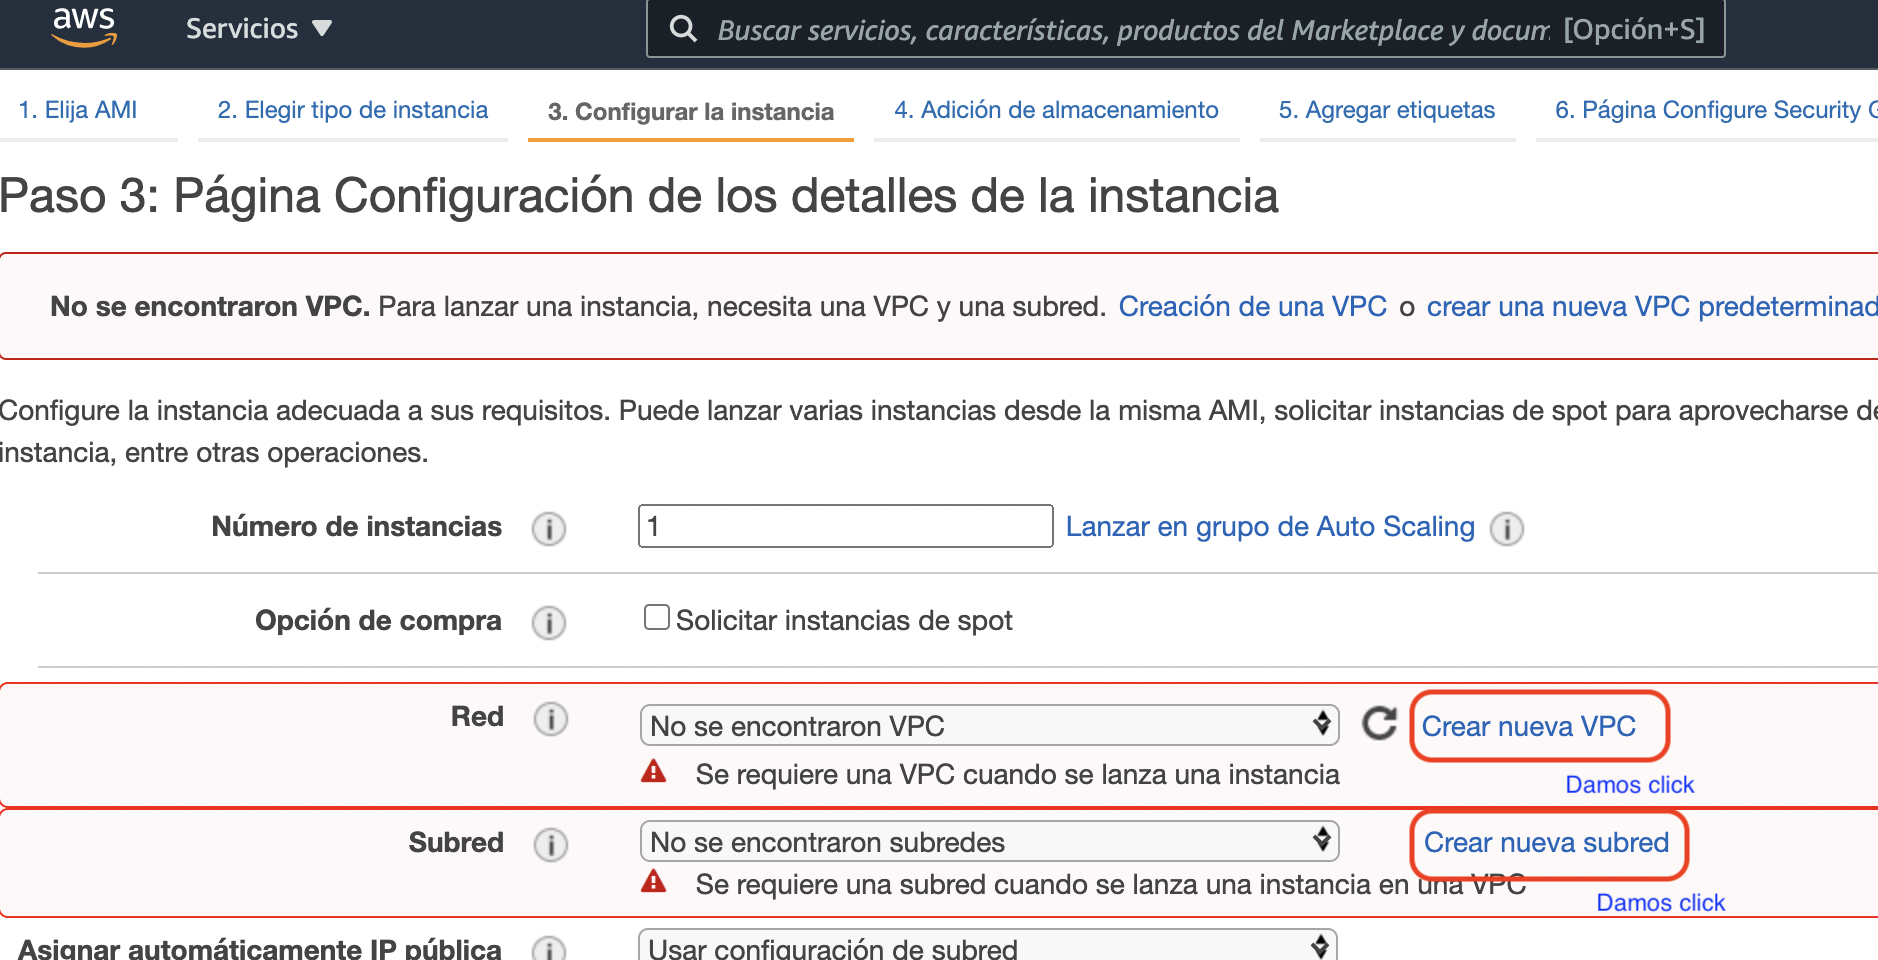 aws
Servicios ▼
Buscar servicios, características, productos del Marketplace y docum [Opción+S]
1. Elija AMI
2. Elegir tipo de instancia
3. Configurar la instancia
4. Adición de almacenamiento
5. Agregar etiquetas
6. Página Configure Security G
Paso 3: Página Configuración de los detalles de la instancia
No se encontraron VPC. Para lanzar una instancia, necesita una VPC y una subred. Creación de una VPC o crear una nueva VPC predeterminad
Configure la instancia adecuada a sus requisitos. Puede lanzar varias instancias desde la misma AMI, solicitar instancias de spot para aprovecharse de
instancia, entre otras operaciones.
Número de instancias
1
Lanzar en grupo de Auto Scaling
Opción de compra
Solicitar instancias de spot
Red
No se encontraron VPC
Crear nueva VPC
Se requiere una VPC cuando se lanza una instancia
Damos click
Subred
No se encontraron subredes
Crear nueva subred
Se requiere una subred cuando se lanza una instancia en una VPC
Damos click
Asignar automáticamente IP pública
Usar configuración de subred